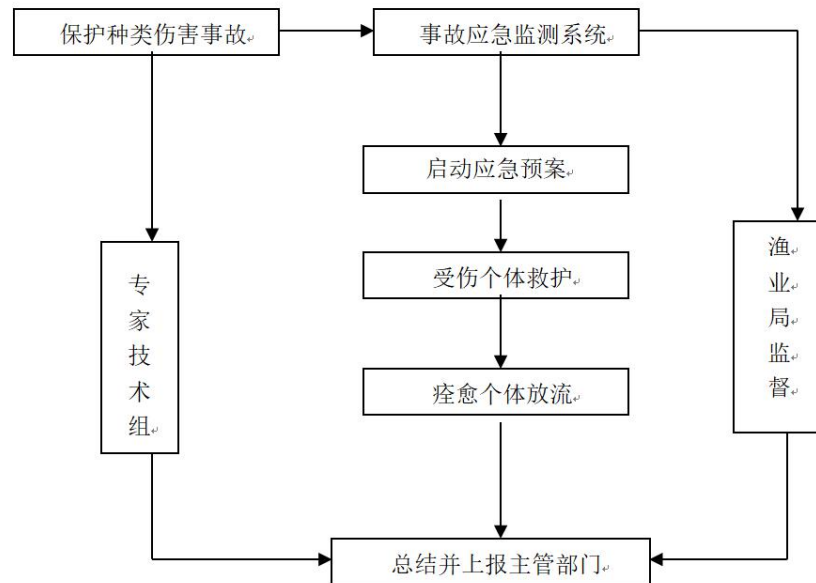 保护种类伤害事故
事故应急监测系统
启动应急预案
受伤个体救护
痊愈个体放流
专家技术组
渔业局监督
总结并上报主管部门